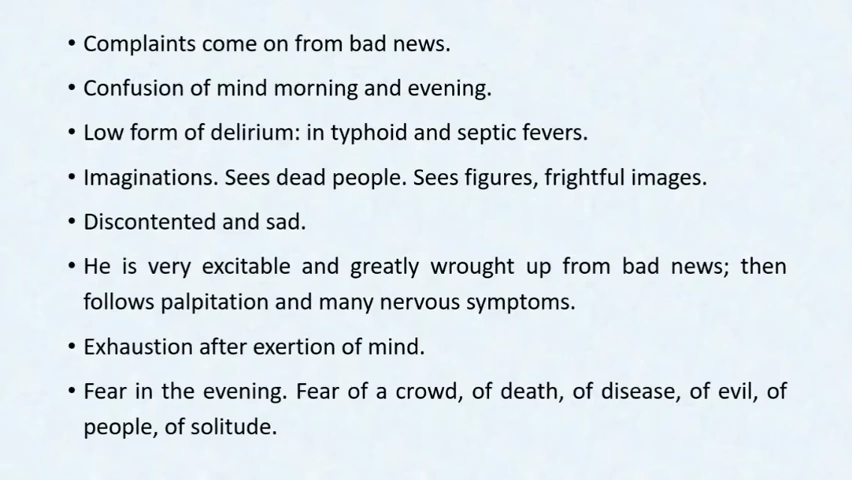 • Complaints come on from bad news.
• Confusion of mind morning and evening.
• Low form of delirium: in typhoid and septic fevers.
• Imaginations. Sees dead people. Sees figures, frightful images.
• Discontented and sad.
• He is very excitable and greatly wrought up from bad news; then
follows palpitation and many nervous symptoms.
• Exhaustion after exertion of mind.
• Fear in the evening. Fear of a crowd, of death, of disease, of evil, of
people, of solitude.